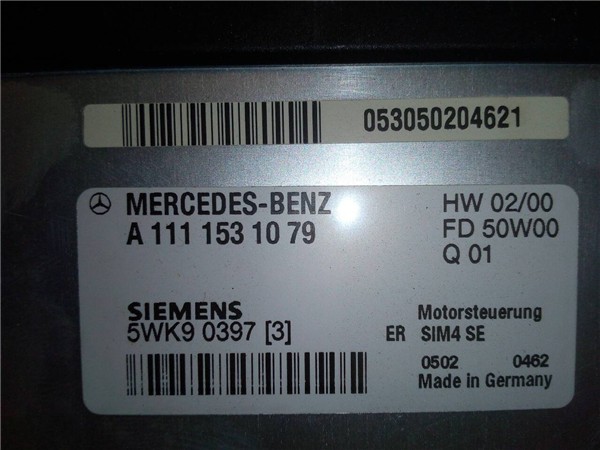 053050204621
MERCEDES-BENZ HW 02/00
A 111 153 10 79 FD 50W00
Q 01
SIEMENS Motorsteuerung
5WK9 0397 [3] ER SIM4 SE
0502 0462
Made in Germany